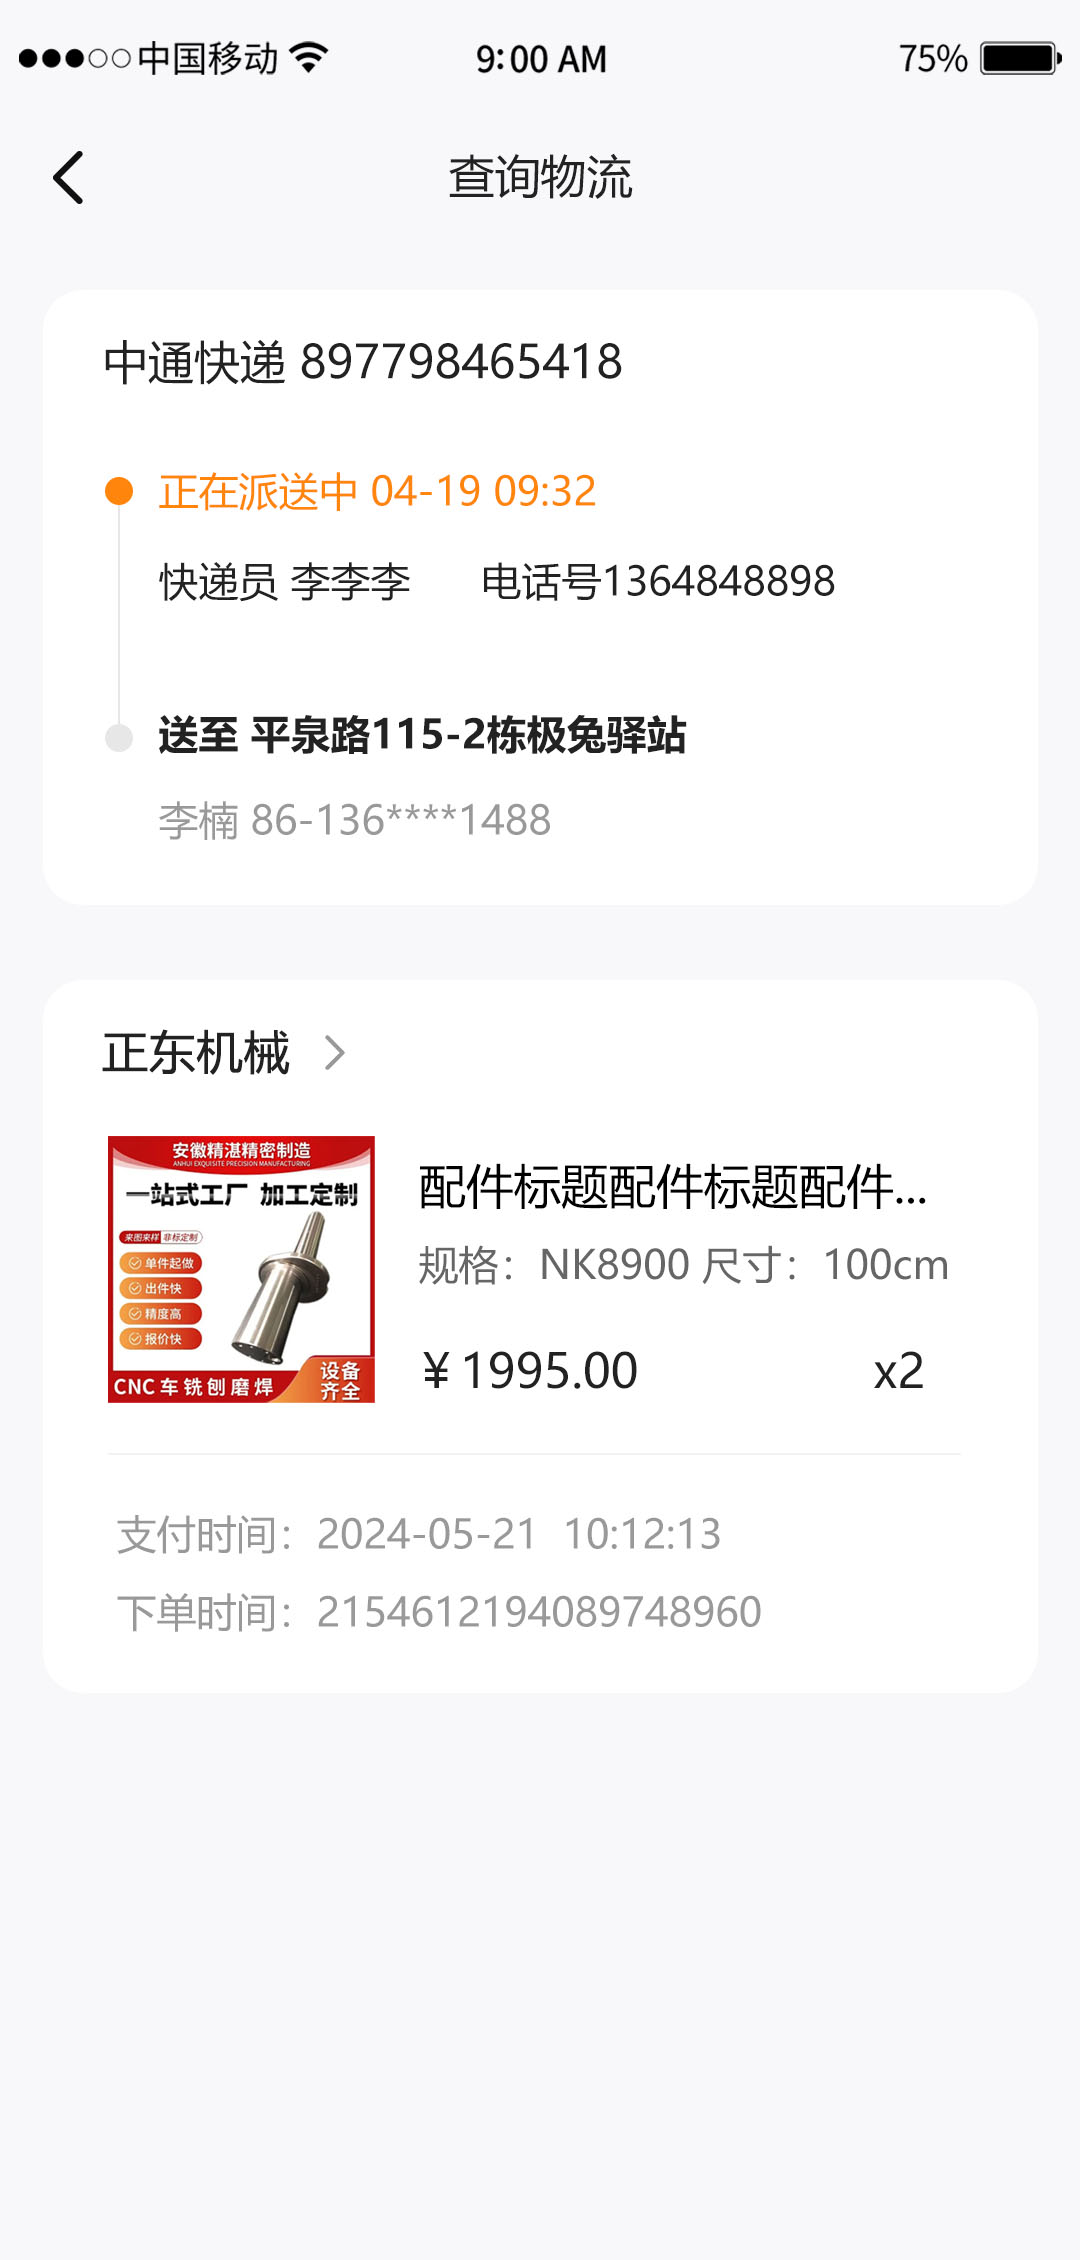 中国移动 9:00 AM 75%
查询物流
中通快递 897798465418
正在派送中 04-19 09:32
快递员 李李李 电话号1364848898
送至 平泉路115-2栋极兔驿站
李楠 86-136****1488
正东机械
安徽精湛精密制造
ANHUI EXQUISITE PRECISION MANUFACTURING
一站式工厂 加工定制
来图来样 非标定制
单件起做
出件快
精度高
报价快
CNC车铣刨磨焊
设备
齐全
配件标题配件标题配件...
规格：NK8900 尺寸：100cm
¥1995.00 x2
支付时间：2024-05-21 10:12:13
下单时间：2154612194089748960